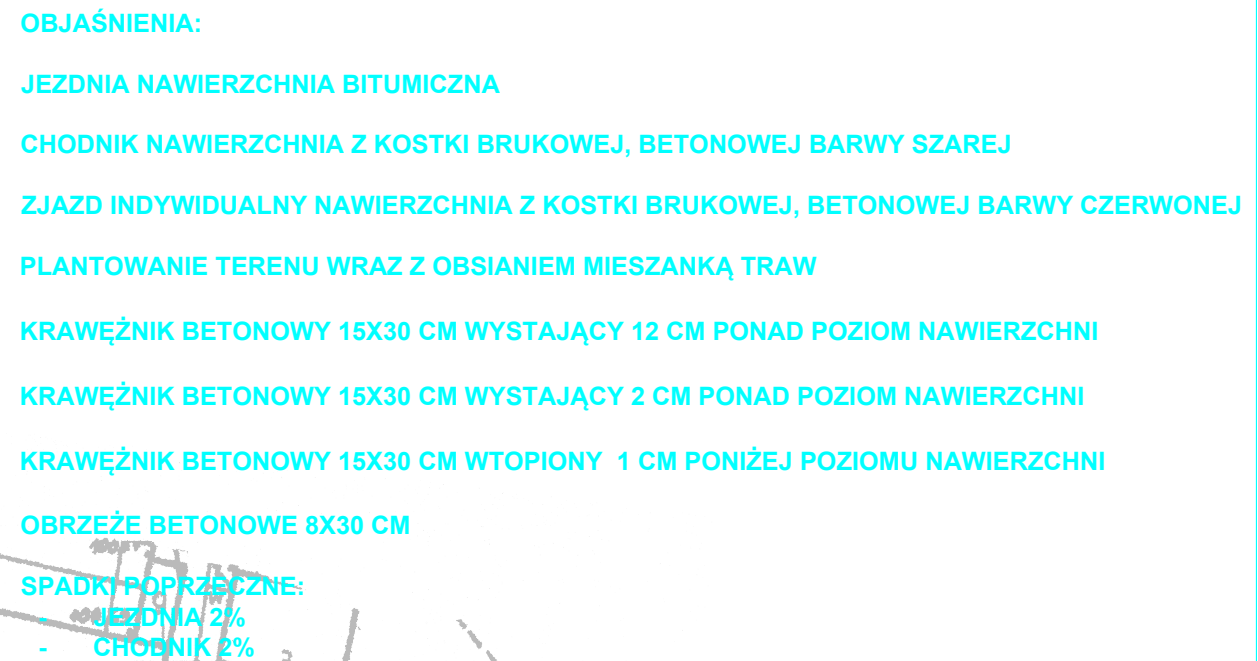 OBJAŚNIENIA:
JEZDNIA NAWIERZCHNIA BITUMICZNA
CHODNIK NAWIERZCHNIA Z KOSTKI BRUKOWEJ, BETONOWEJ BARWY SZAREJ
ZJAZD INDYWIDUALNY NAWIERZCHNIA Z KOSTKI BRUKOWEJ, BETONOWEJ BARWY CZERWONEJ
PLANTOWANIE TERENU WRAZ Z OBSIANIEM MIESZANKĄ TRAW
KRAWĘŻNIK BETONOWY 15X30 CM WYSTAJĄCY 12 CM PONAD POZIOM NAWIERZCHNI
KRAWĘŻNIK BETONOWY 15X30 CM WYSTAJĄCY 2 CM PONAD POZIOM NAWIERZCHNI
KRAWĘŻNIK BETONOWY 15X30 CM WTOPIONY 1 CM PONIŻEJ POZIOMU NAWIERZCHNI
OBRZEŻE BETONOWE 8X30 CM
SPADKI POPRZECZNE:
- JEZDNIA 2%
- CHODNIK 2%